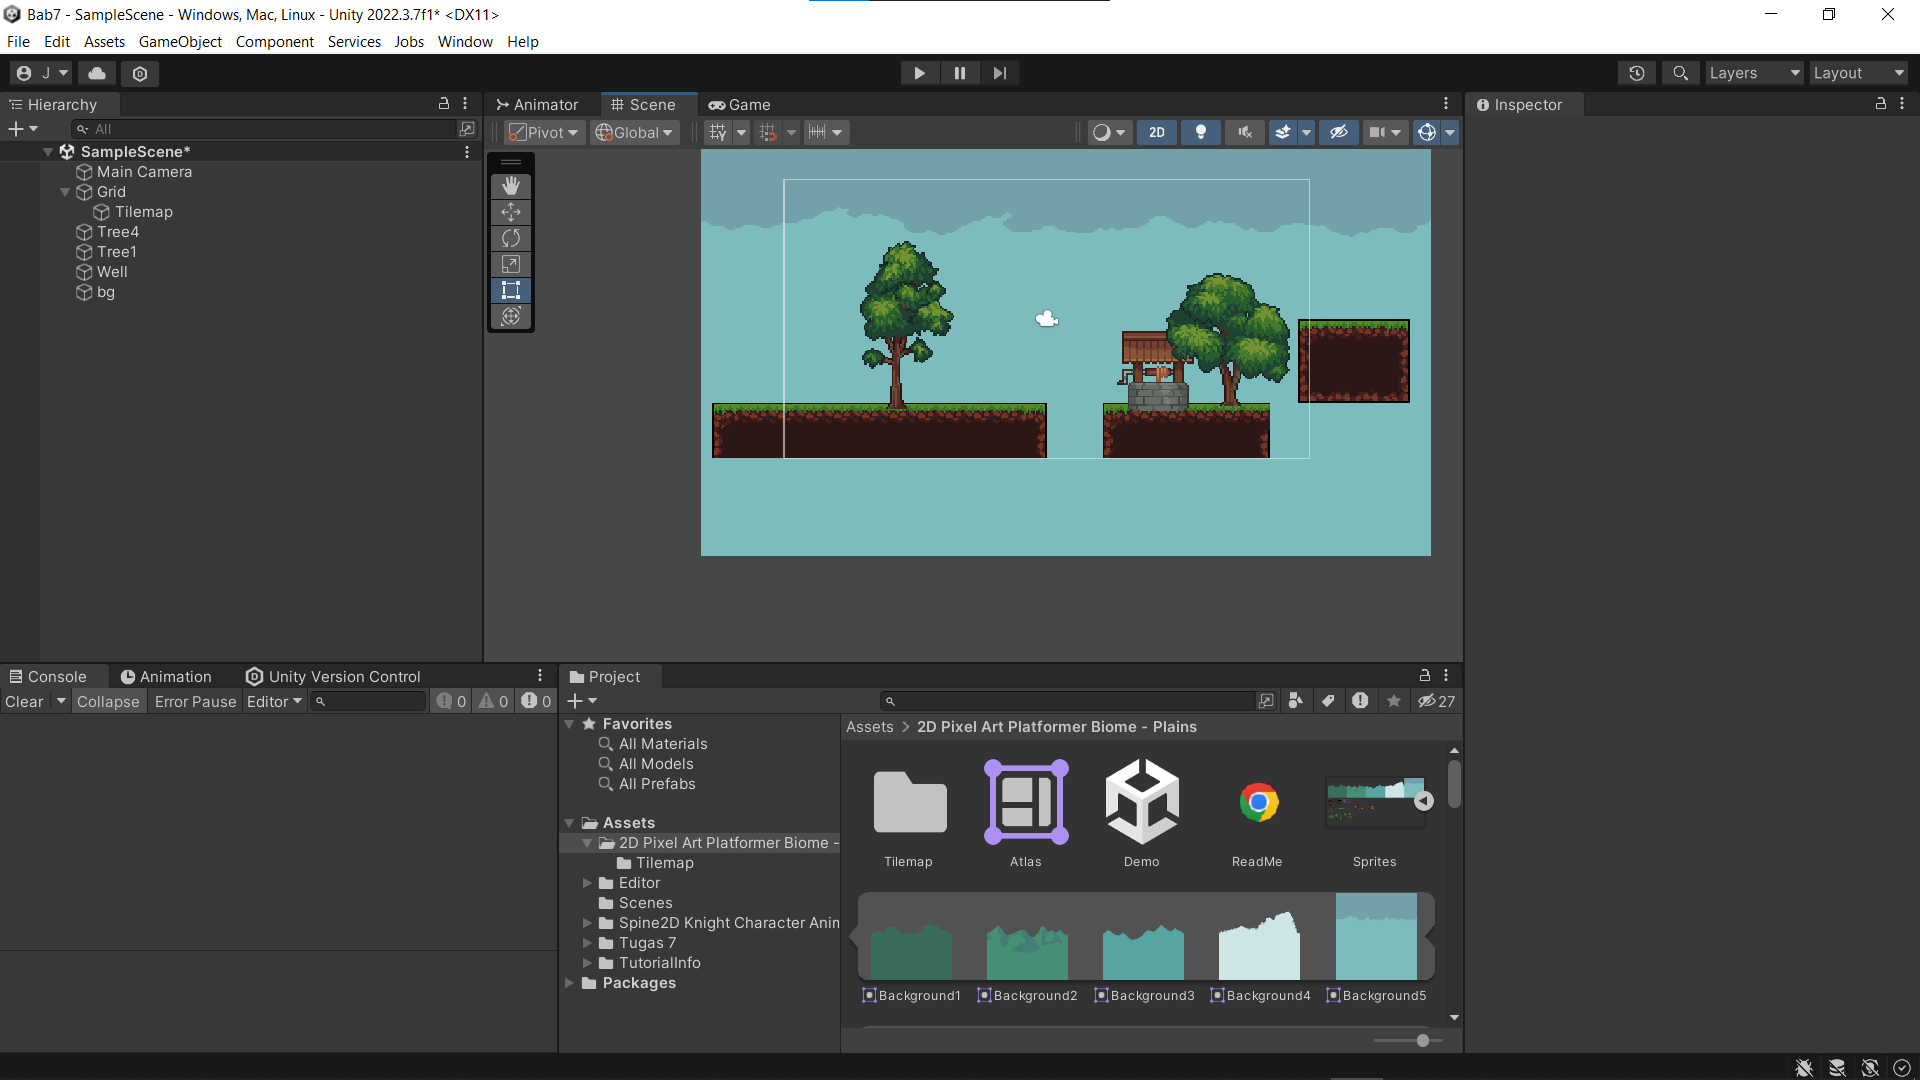 Bab7 - SampleScene - Windows, Mac, Linux - Unity 2022.3.7f1* <DX11>
File Edit Assets GameObject Component Services Jobs Window Help
J Layers Layout
Hierarchy
All
SampleScene*
Main Camera
Grid
Tilemap
Tree4
Tree1
Well
bg
Animator Scene Game
Pivot Global 2D
Inspector
Console Animation Unity Version Control
Clear Collapse Error Pause Editor 0 0 0
Project
27
Favorites
All Materials
All Models
All Prefabs
Assets
2D Pixel Art Platformer Biome -
Tilemap
Editor
Scenes
Spine2D Knight Character Anin
Tugas 7
TutorialInfo
Packages
Assets > 2D Pixel Art Platformer Biome - Plains
Tilemap Atlas Demo ReadMe Sprites
Background1 Background2 Background3 Background4 Background5